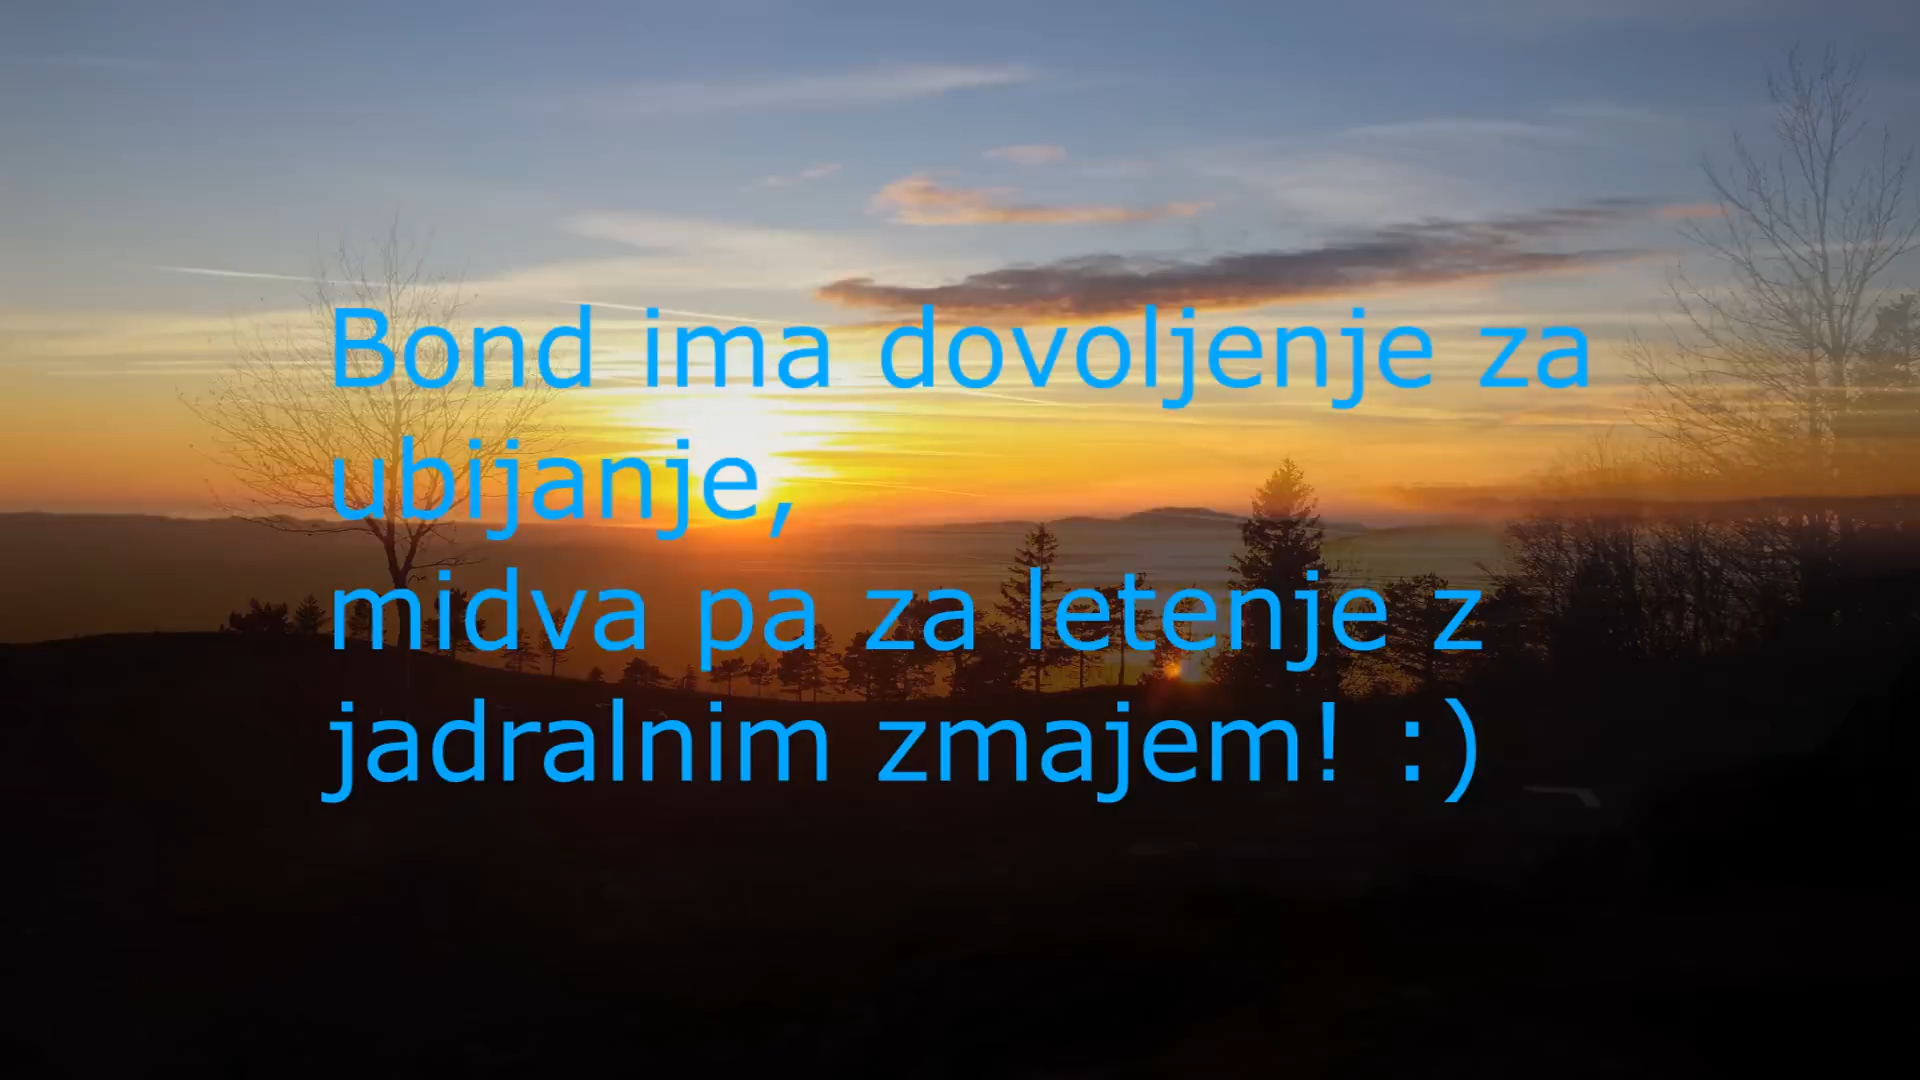 Bond ima dovoljenje za
ubijanje,
midva pa za letenje z
jadralnim zmajem! :)